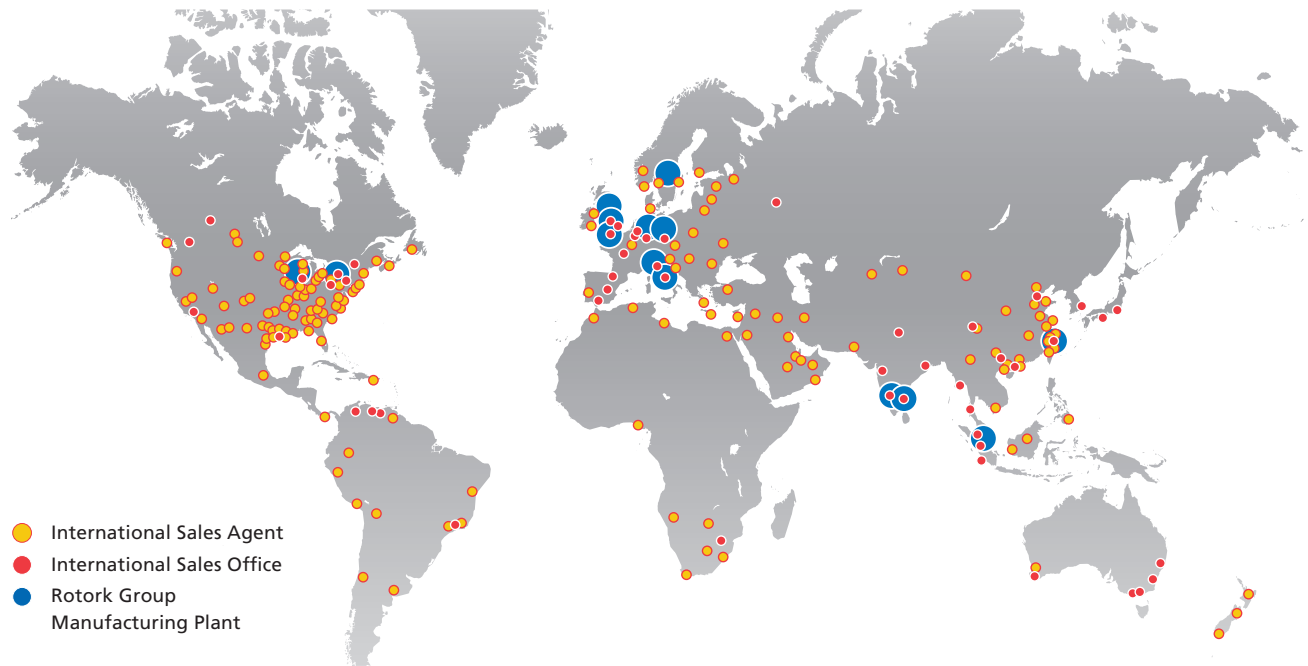 International Sales Agent
International Sales Office
Rotork Group
Manufacturing Plant